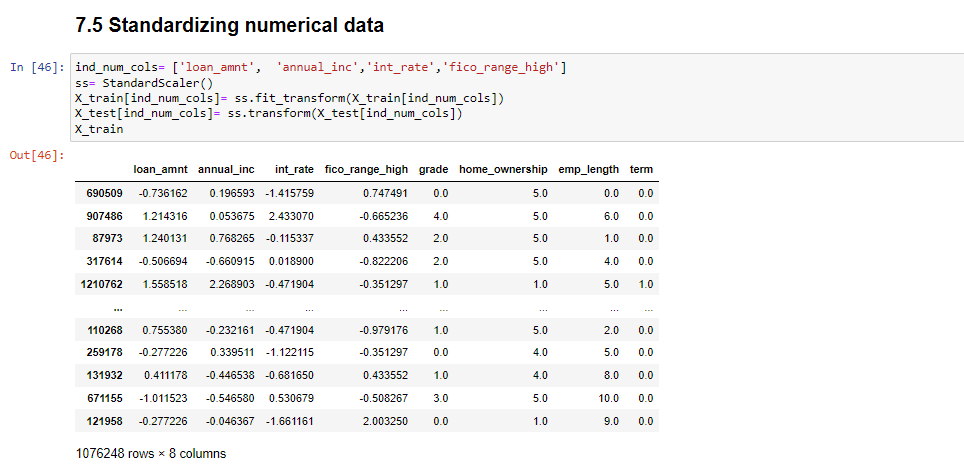 7.5 Standardizing numerical data
In [46]: ind_num_cols= ['loan_amnt',  'annual_inc','int_rate','fico_range_high']
ss= StandardScaler()
X_train[ind_num_cols]= ss.fit_transform(X_train[ind_num_cols])
X_test[ind_num_cols]= ss.transform(X_test[ind_num_cols])
X_train
Out[46]:
loan_amnt annual_inc int_rate fico_range_high grade home_ownership emp_length term
690509 -0.736162 0.196593 -1.415759 0.747491 0.0 5.0 0.0 0.0
907486 1.214316 0.053675 2.433070 -0.665236 4.0 5.0 6.0 0.0
87973 1.240131 0.768265 -0.115337 0.433552 2.0 5.0 1.0 0.0
317614 -0.506694 -0.660915 0.018900 -0.822206 2.0 5.0 4.0 0.0
1210762 1.558518 2.268903 -0.471904 -0.351297 1.0 1.0 5.0 1.0
... ... ... ... ... ... ... ... ...
110268 0.755380 -0.232161 -0.471904 -0.979176 1.0 5.0 2.0 0.0
259178 -0.277226 0.339511 -1.122115 -0.351297 0.0 4.0 5.0 0.0
131932 0.411178 -0.446538 -0.681650 0.433552 1.0 4.0 8.0 0.0
671155 -1.011523 -0.546580 0.530679 -0.508267 3.0 5.0 10.0 0.0
121958 -0.277226 -0.046367 -1.661161 2.003250 0.0 1.0 9.0 0.0
1076248 rows × 8 columns